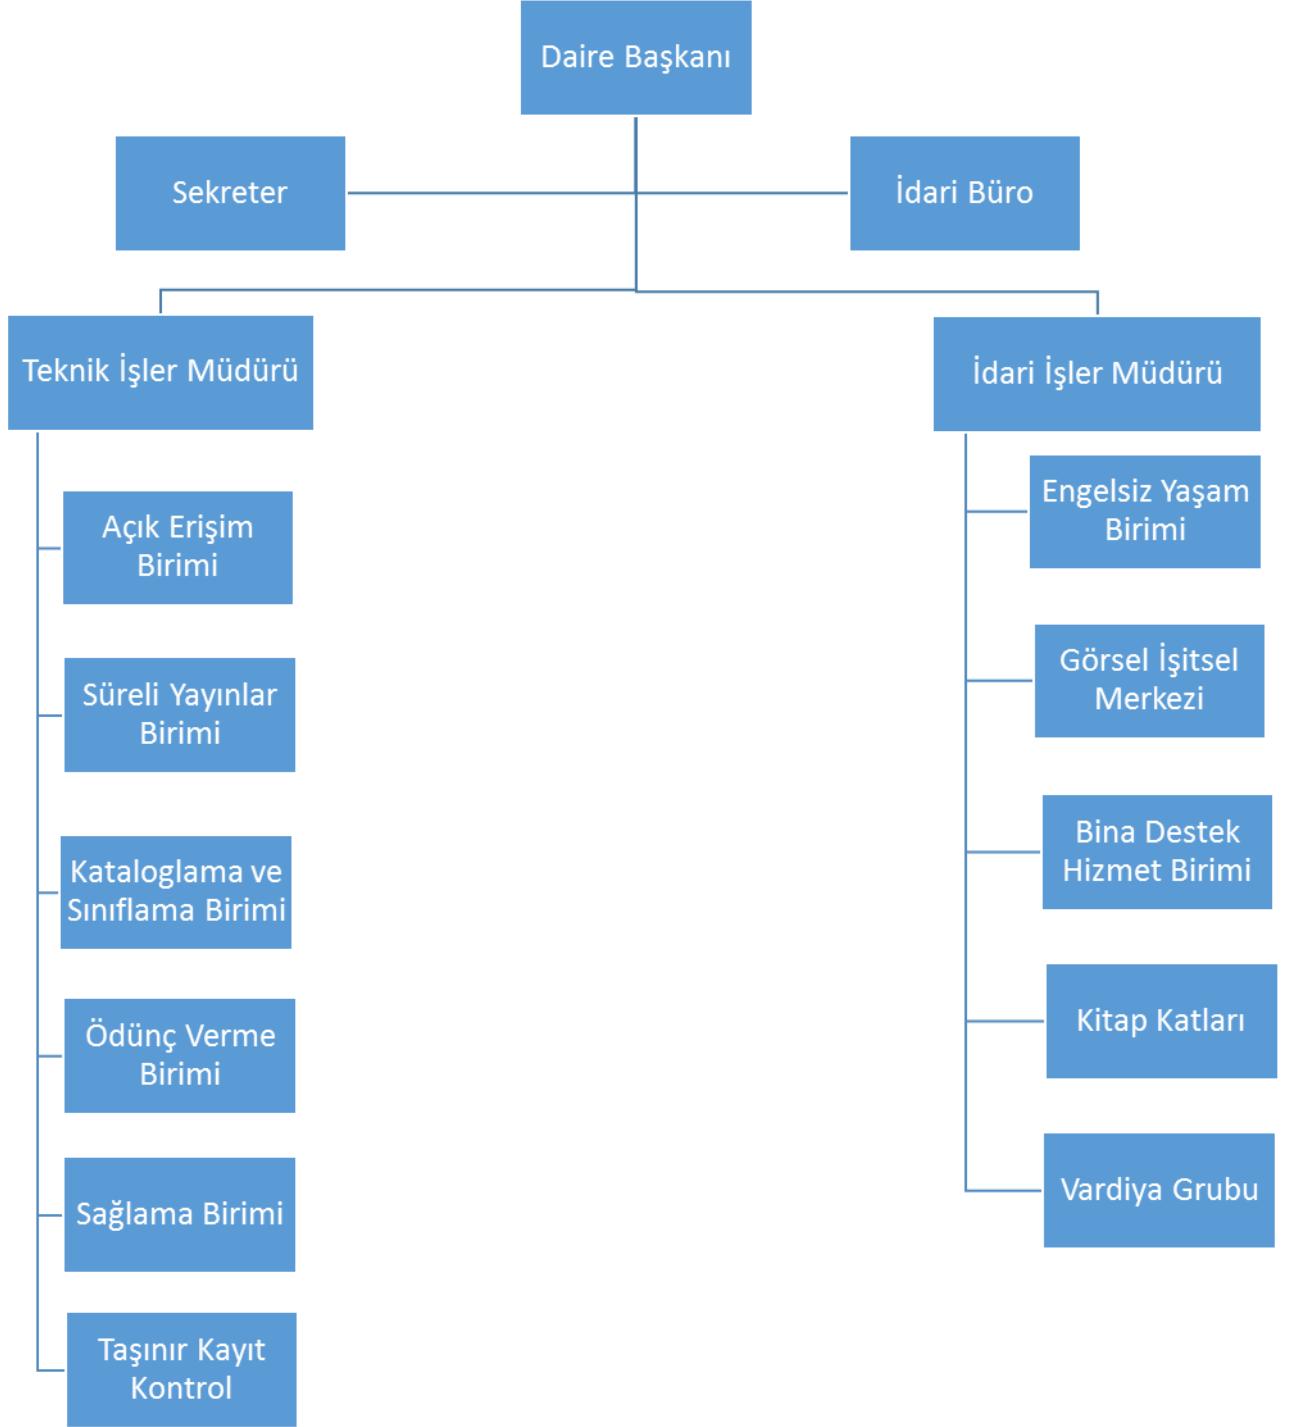 Daire Başkanı
Sekreter
İdari Büro
Teknik İşler Müdürü
İdari İşler Müdürü
Açık Erişim
Birimi
Süreli Yayınlar
Birimi
Kataloglama ve
Sınıflama Birimi
Ödünç Verme
Birimi
Sağlama Birimi
Taşınır Kayıt
Kontrol
Engelsiz Yaşam
Birimi
Görsel İşitsel
Merkezi
Bina Destek
Hizmet Birimi
Kitap Katları
Vardiya Grubu